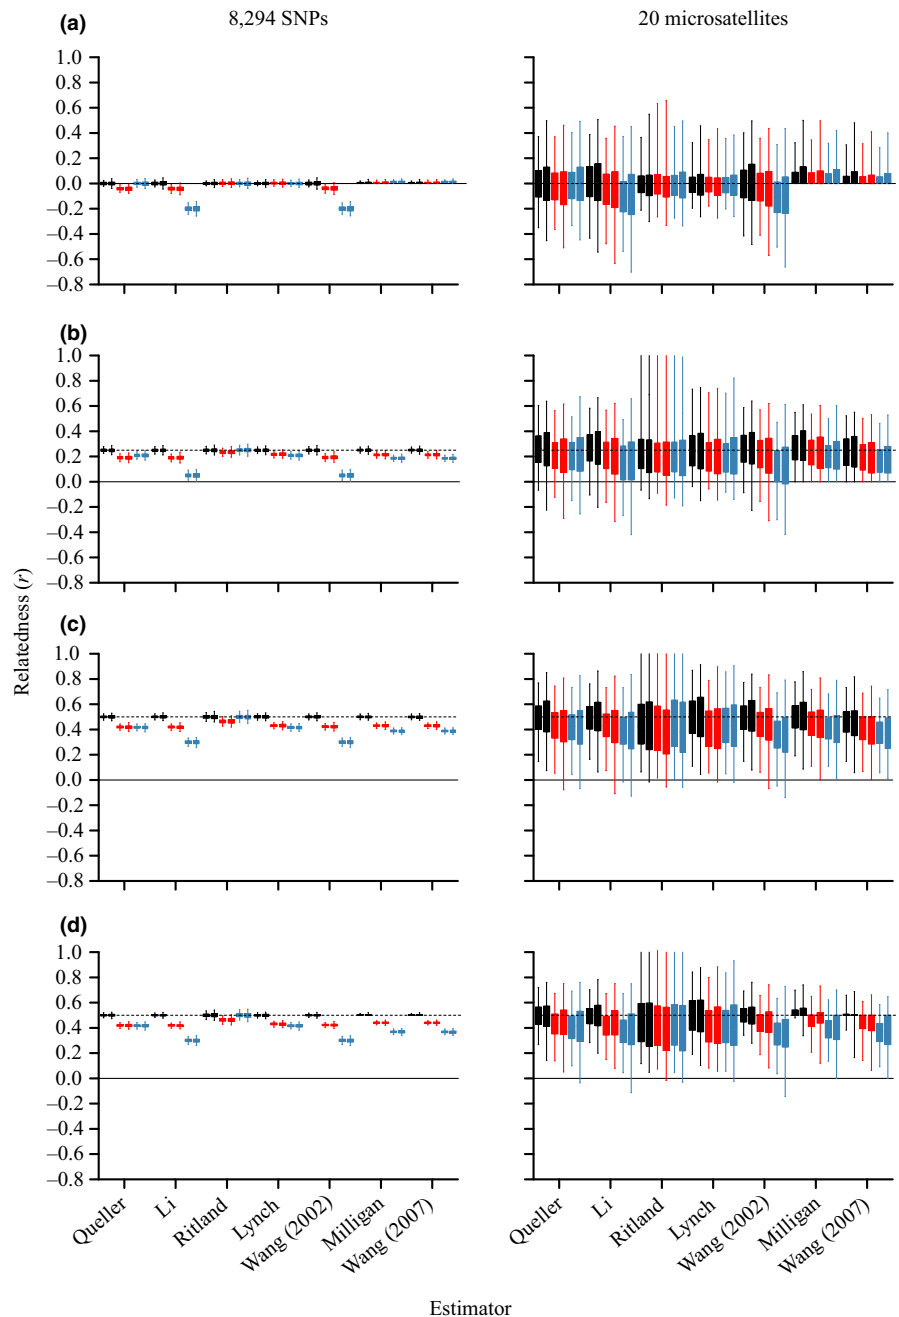 8,294 SNPs
20 microsatellites
(a)
1.0
0.8
0.6
0.4
0.2
0.0
–0.2
–0.4
–0.6
–0.8
(b)
1.0
0.8
0.6
0.4
0.2
0.0
–0.2
–0.4
–0.6
–0.8
Relatedness (r)
(c)
1.0
0.8
0.6
0.4
0.2
0.0
–0.2
–0.4
–0.6
–0.8
(d)
1.0
0.8
0.6
0.4
0.2
0.0
–0.2
–0.4
–0.6
–0.8
Queller
Li
Ritland
Lynch
Wang (2002)
Milligan
Wang (2007)
Queller
Li
Ritland
Lynch
Wang (2002)
Milligan
Wang (2007)
Estimator